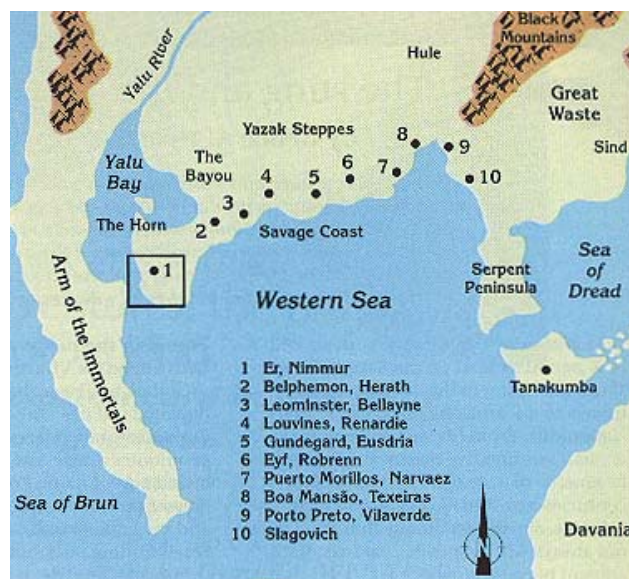 Black
Mountains
Hule
Great
Waste
Yalu River
Yazak Steppes
Sind
Yalu
Bay
The
Bayou
The Horn
8
9
7
10
6
5
4
3
2
1
Savage Coast
Arm of the Immortals
Western Sea
Serpent
Peninsula
Sea
of
Dread
Tanakumba
1 Er, Nimmur
2 Belphemon, Herath
3 Leominster, Bellayne
4 Louvines, Renardie
5 Gundegard, Eusdria
6 Eyf, Robrenn
7 Puerto Morillos, Narvaez
8 Boa Mansão, Texeiras
9 Porto Preto, Vilaverde
10 Slagovich
Sea of Brun
Davania